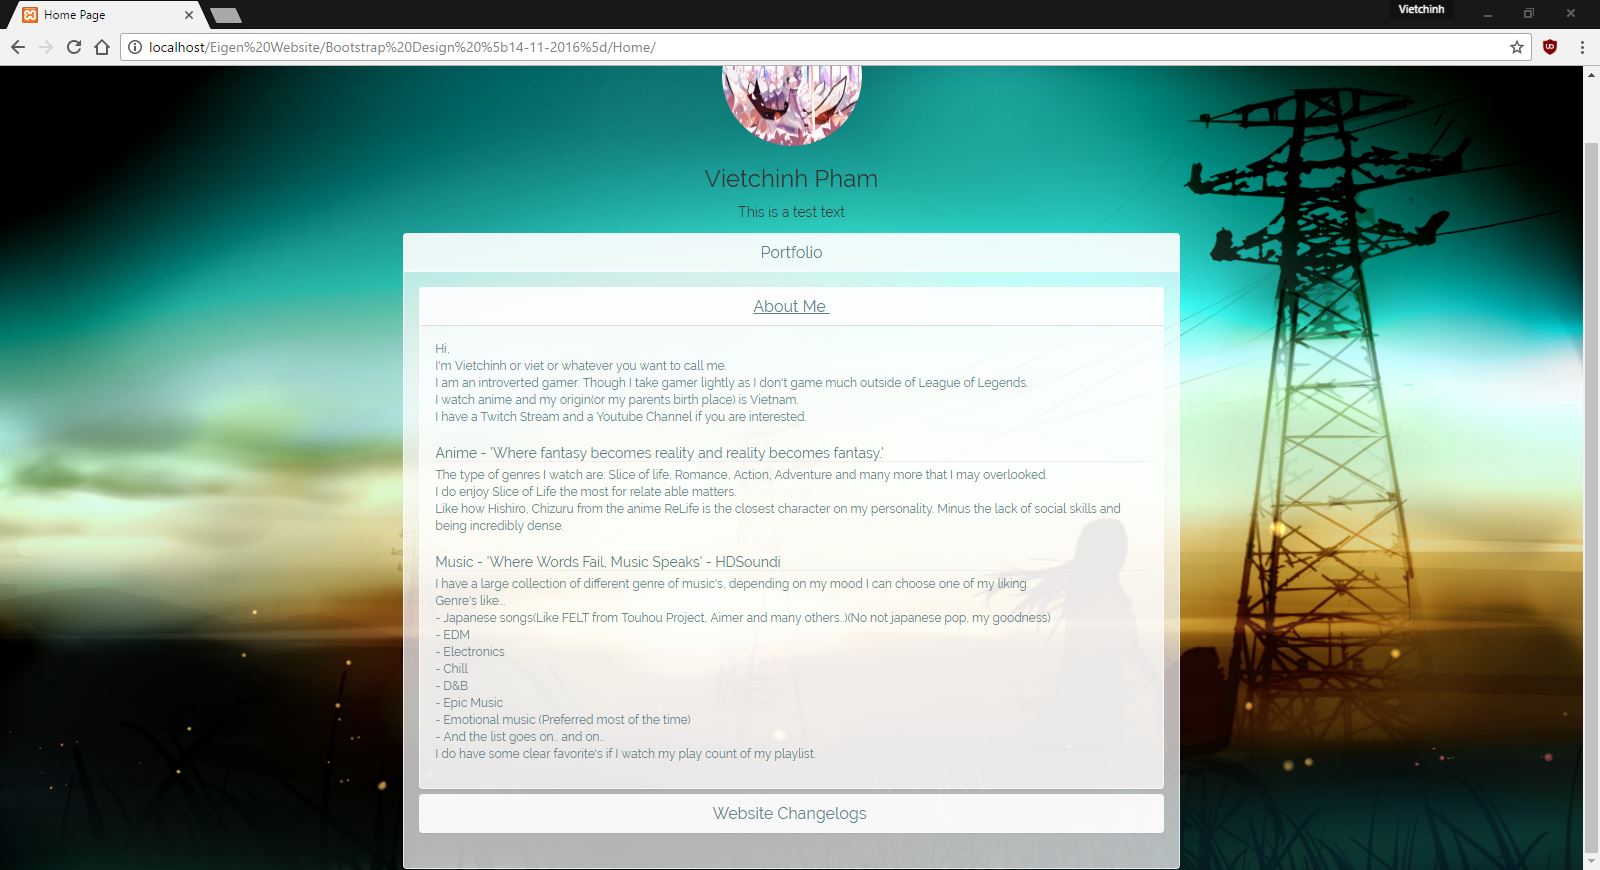 Home Page
Vietchinh
localhost/Eigen%20Website/Bootstrap%20Design%20%5b14-11-2016%5d/Home/
Vietchinh Pham
This is a test text
Portfolio
About Me
Hi,
I'm Vietchinh or viet or whatever you want to call me.
I am an introverted gamer. Though I take gamer lightly as I don't game much outside of League of Legends.
I watch anime and my origin(or my parents birth place) is Vietnam.
I have a Twitch Stream and a Youtube Channel if you are interested.
Anime - 'Where fantasy becomes reality and reality becomes fantasy.'
The type of genres I watch are: Slice of life, Romance, Action, Adventure and many more that I may overlooked.
I do enjoy Slice of Life the most for relate able matters.
Like how Hishiro, Chizuru from the anime ReLife is the closest character on my personality. Minus the lack of social skills and
being incredibly dense.
Music - 'Where Words Fail, Music Speaks' - HDSoundi
I have a large collection of different genre of music's, depending on my mood I can choose one of my liking.
Genre's like...
- Japanese songs(Like FELT from Touhou Project, Aimer and many others..)(No not japanese pop, my goodness)
- EDM
- Electronics
- Chill
- D&B
- Epic Music
- Emotional music (Preferred most of the time)
- And the list goes on.. and on..
I do have some clear favorite's if I watch my play count of my playlist.
Website Changelogs